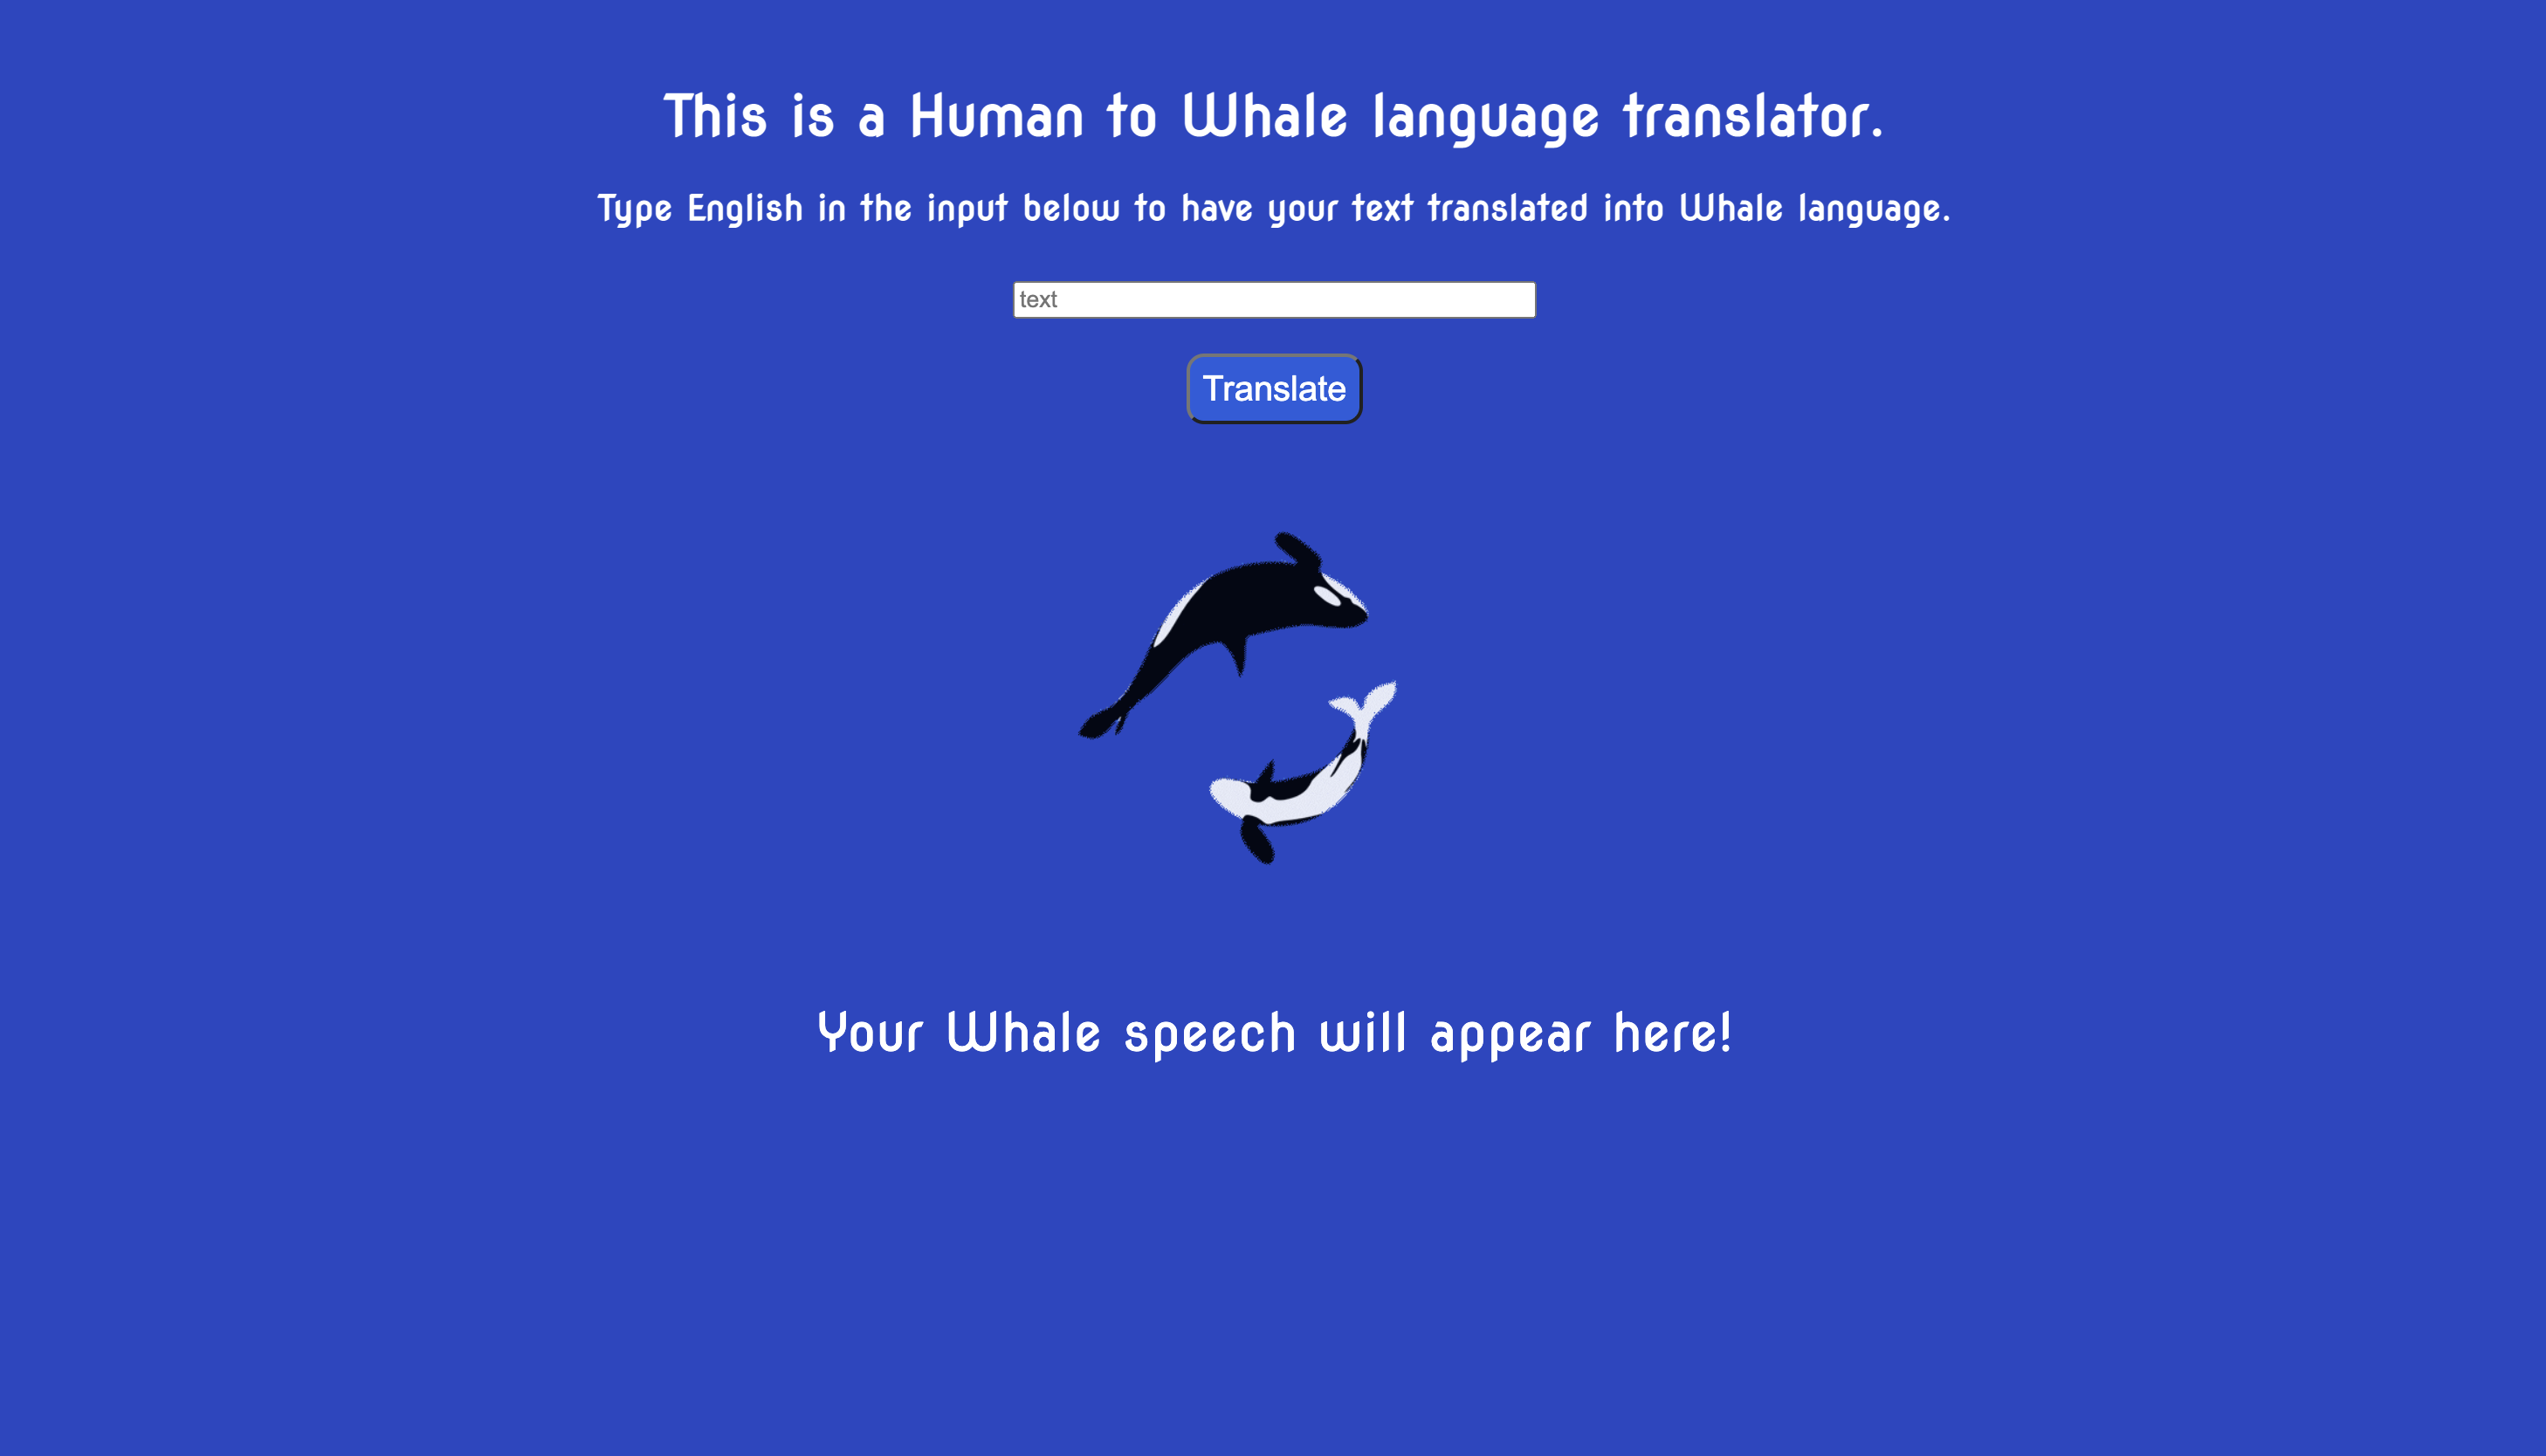 This is a Human to Whale language translator.
Type English in the input below to have your text translated into Whale language.
text
Translate
Your Whale speech will appear here!